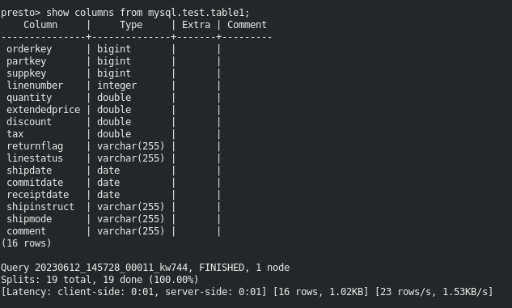 presto> show columns from mysql.test.table1;
    Column     |     Type     | Extra | Comment
---------------+--------------+-------+---------
 orderkey      | bigint       |       |
 partkey       | bigint       |       |
 suppkey       | bigint       |       |
 linenumber    | integer      |       |
 quantity      | double       |       |
 extendedprice | double       |       |
 discount      | double       |       |
 tax           | double       |       |
 returnflag    | varchar(255) |       |
 linestatus    | varchar(255) |       |
 shipdate      | date         |       |
 commitdate    | date         |       |
 receiptdate   | date         |       |
 shipinstruct  | varchar(255) |       |
 shipmode      | varchar(255) |       |
 comment       | varchar(255) |       |
(16 rows)

Query 20230612_145728_00011_kw744, FINISHED, 1 node
Splits: 19 total, 19 done (100.00%)
[Latency: client-side: 0:01, server-side: 0:01] [16 rows, 1.02KB] [23 rows/s, 1.53KB/s]